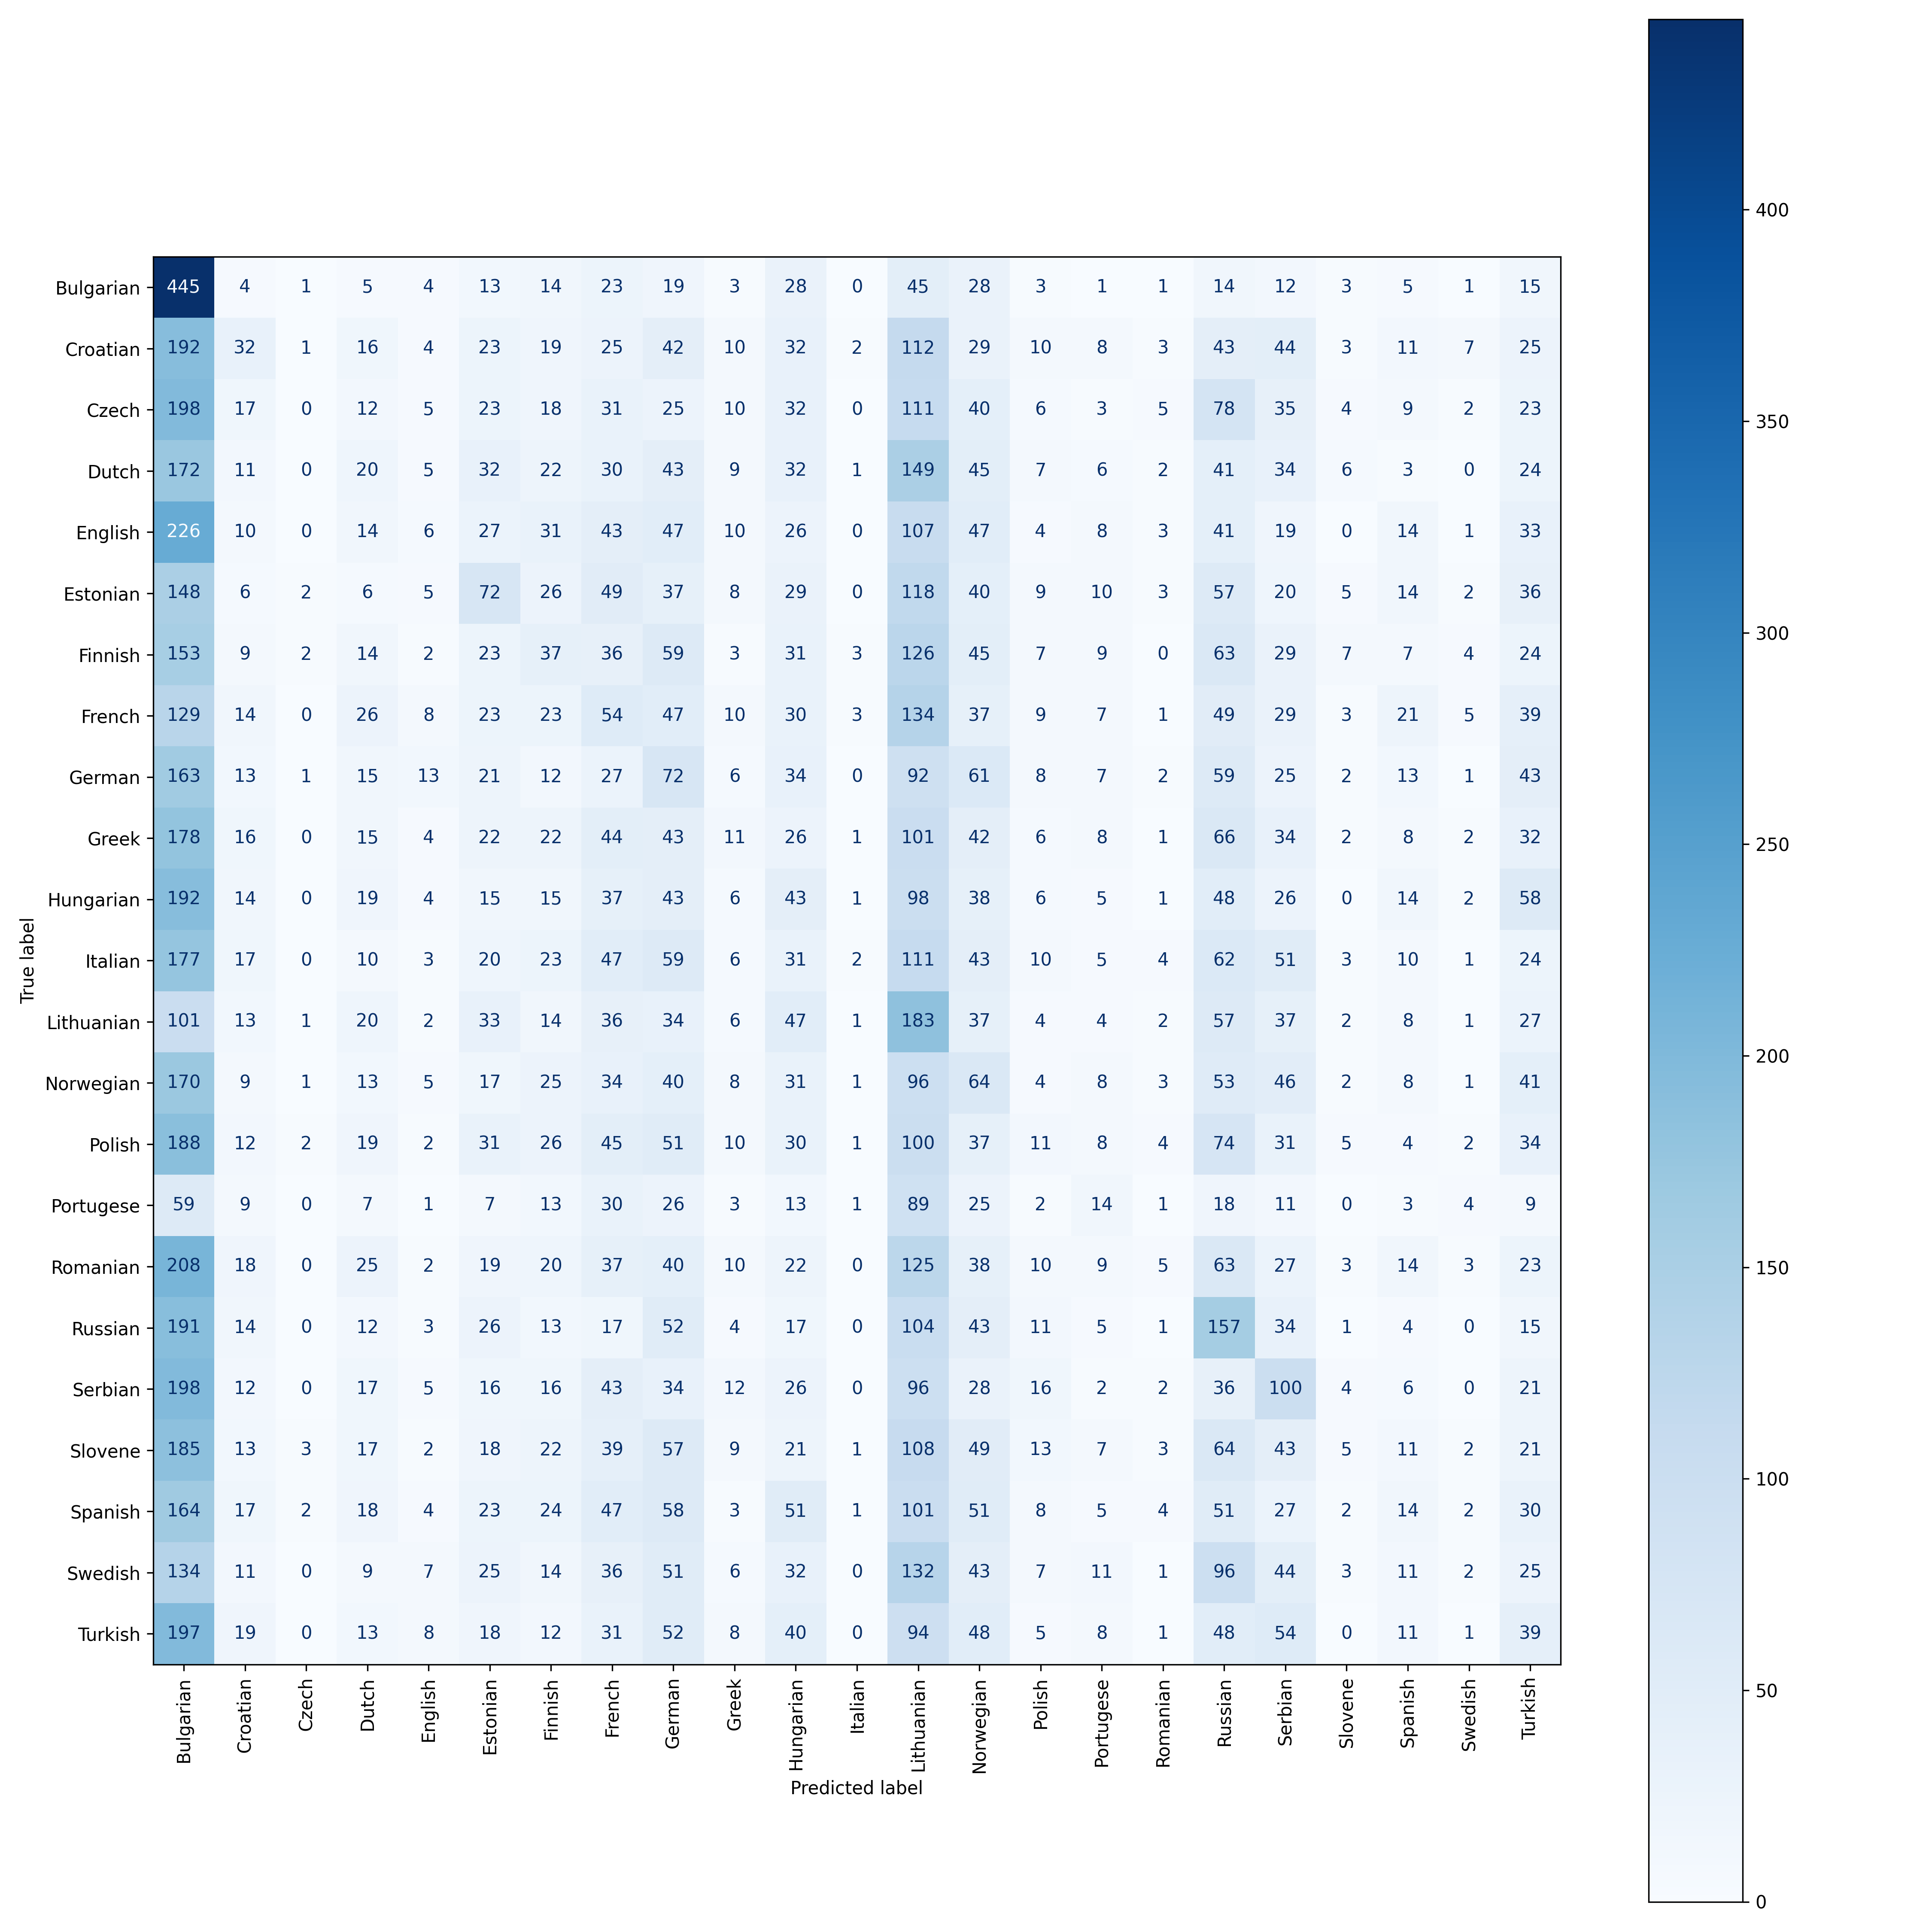 400
350
300
250
200
150
100
50
0
Bulgarian 445 4 1 5 4 13 14 23 19 3 28 0 45 28 3 1 1 14 12 3 5 1 15
Croatian 192 32 1 16 4 23 19 25 42 10 32 2 112 29 10 8 3 43 44 3 11 7 25
Czech 198 17 0 12 5 23 18 31 25 10 32 0 111 40 6 3 5 78 35 4 9 2 23
Dutch 172 11 0 20 5 32 22 30 43 9 32 1 149 45 7 6 2 41 34 6 3 0 24
English 226 10 0 14 6 27 31 43 47 10 26 0 107 47 4 8 3 41 19 0 14 1 33
Estonian 148 6 2 6 5 72 26 49 37 8 29 0 118 40 9 10 3 57 20 5 14 2 36
Finnish 153 9 2 14 2 23 37 36 59 3 31 3 126 45 7 9 0 63 29 7 7 4 24
French 129 14 0 26 8 23 23 54 47 10 30 3 134 37 9 7 1 49 29 3 21 5 39
German 163 13 1 15 13 21 12 27 72 6 34 0 92 61 8 7 2 59 25 2 13 1 43
Greek 178 16 0 15 4 22 22 44 43 11 26 1 101 42 6 8 1 66 34 2 8 2 32
Hungarian 192 14 0 19 4 15 15 37 43 6 43 1 98 38 6 5 1 48 26 0 14 2 58
Italian 177 17 0 10 3 20 23 47 59 6 31 2 111 43 10 5 4 62 51 3 10 1 24
Lithuanian 101 13 1 20 2 33 14 36 34 6 47 1 183 37 4 4 2 57 37 2 8 1 27
Norwegian 170 9 1 13 5 17 25 34 40 8 31 1 96 64 4 8 3 53 46 2 8 1 41
Polish 188 12 2 19 2 31 26 45 51 10 30 1 100 37 11 8 4 74 31 5 4 2 34
Portugese 59 9 0 7 1 7 13 30 26 3 13 1 89 25 2 14 1 18 11 0 3 4 9
Romanian 208 18 0 25 2 19 20 37 40 10 22 0 125 38 10 9 5 63 27 3 14 3 23
Russian 191 14 0 12 3 26 13 17 52 4 17 0 104 43 11 5 1 157 34 1 4 0 15
Serbian 198 12 0 17 5 16 16 43 34 12 26 0 96 28 16 2 2 36 100 4 6 0 21
Slovene 185 13 3 17 2 18 22 39 57 9 21 1 108 49 13 7 3 64 43 5 11 2 21
Spanish 164 17 2 18 4 23 24 47 58 3 51 1 101 51 8 5 4 51 27 2 14 2 30
Swedish 134 11 0 9 7 25 14 36 51 6 32 0 132 43 7 11 1 96 44 3 11 2 25
Turkish 197 19 0 13 8 18 12 31 52 8 40 0 94 48 5 8 1 48 54 0 11 1 39
True label
Bulgarian Croatian Czech Dutch English Estonian Finnish French German Greek Hungarian Italian Lithuanian Norwegian Polish Portugese Romanian Russian Serbian Slovene Spanish Swedish Turkish
Predicted label